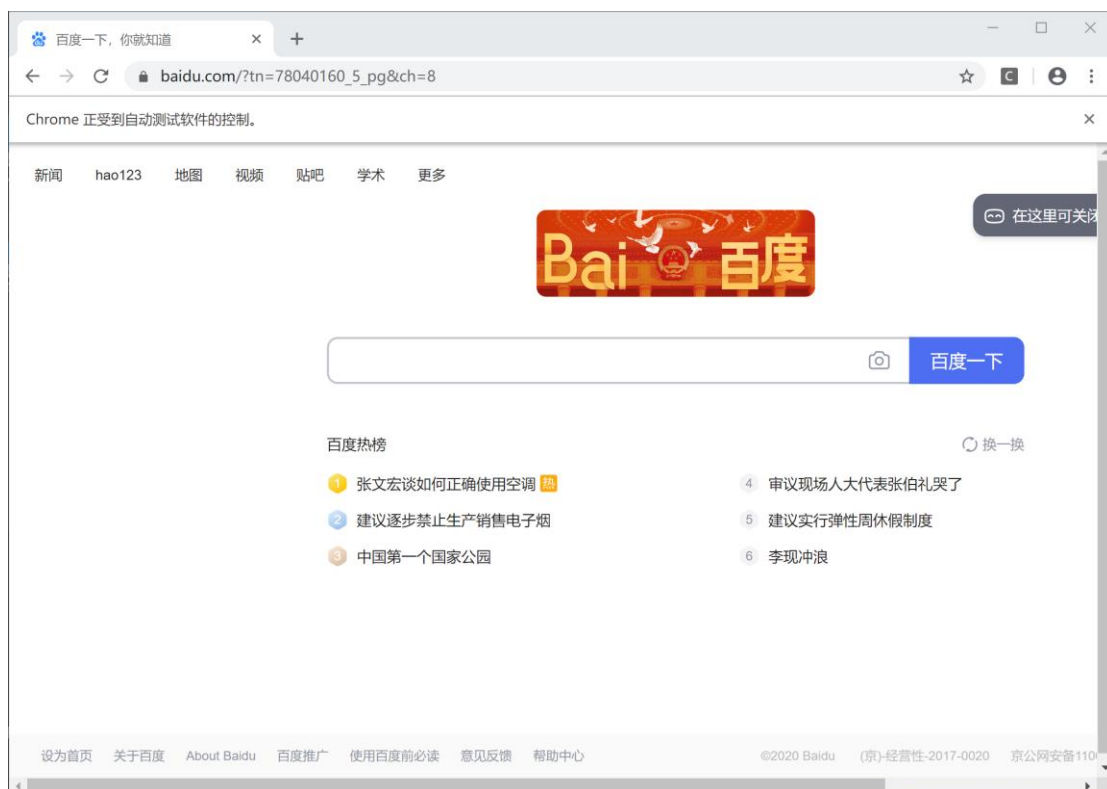 百度一下，你就知道
baidu.com/?tn=78040160_5_pg&ch=8
C
Chrome 正受到自动测试软件的控制。
新闻 hao123 地图 视频 贴吧 学术 更多
在这里可关闭
Bai 百度
百度一下
百度热榜 换一换
1 张文宏谈如何正确使用空调 热
2 建议逐步禁止生产销售电子烟
3 中国第一个国家公园
4 审议现场人大代表张伯礼哭了
5 建议实行弹性周休假制度
6 李现冲浪
设为首页 关于百度 About Baidu 百度推广 使用百度前必读 意见反馈 帮助中心 ©2020 Baidu (京)-经营性-2017-0020 京公网安备110